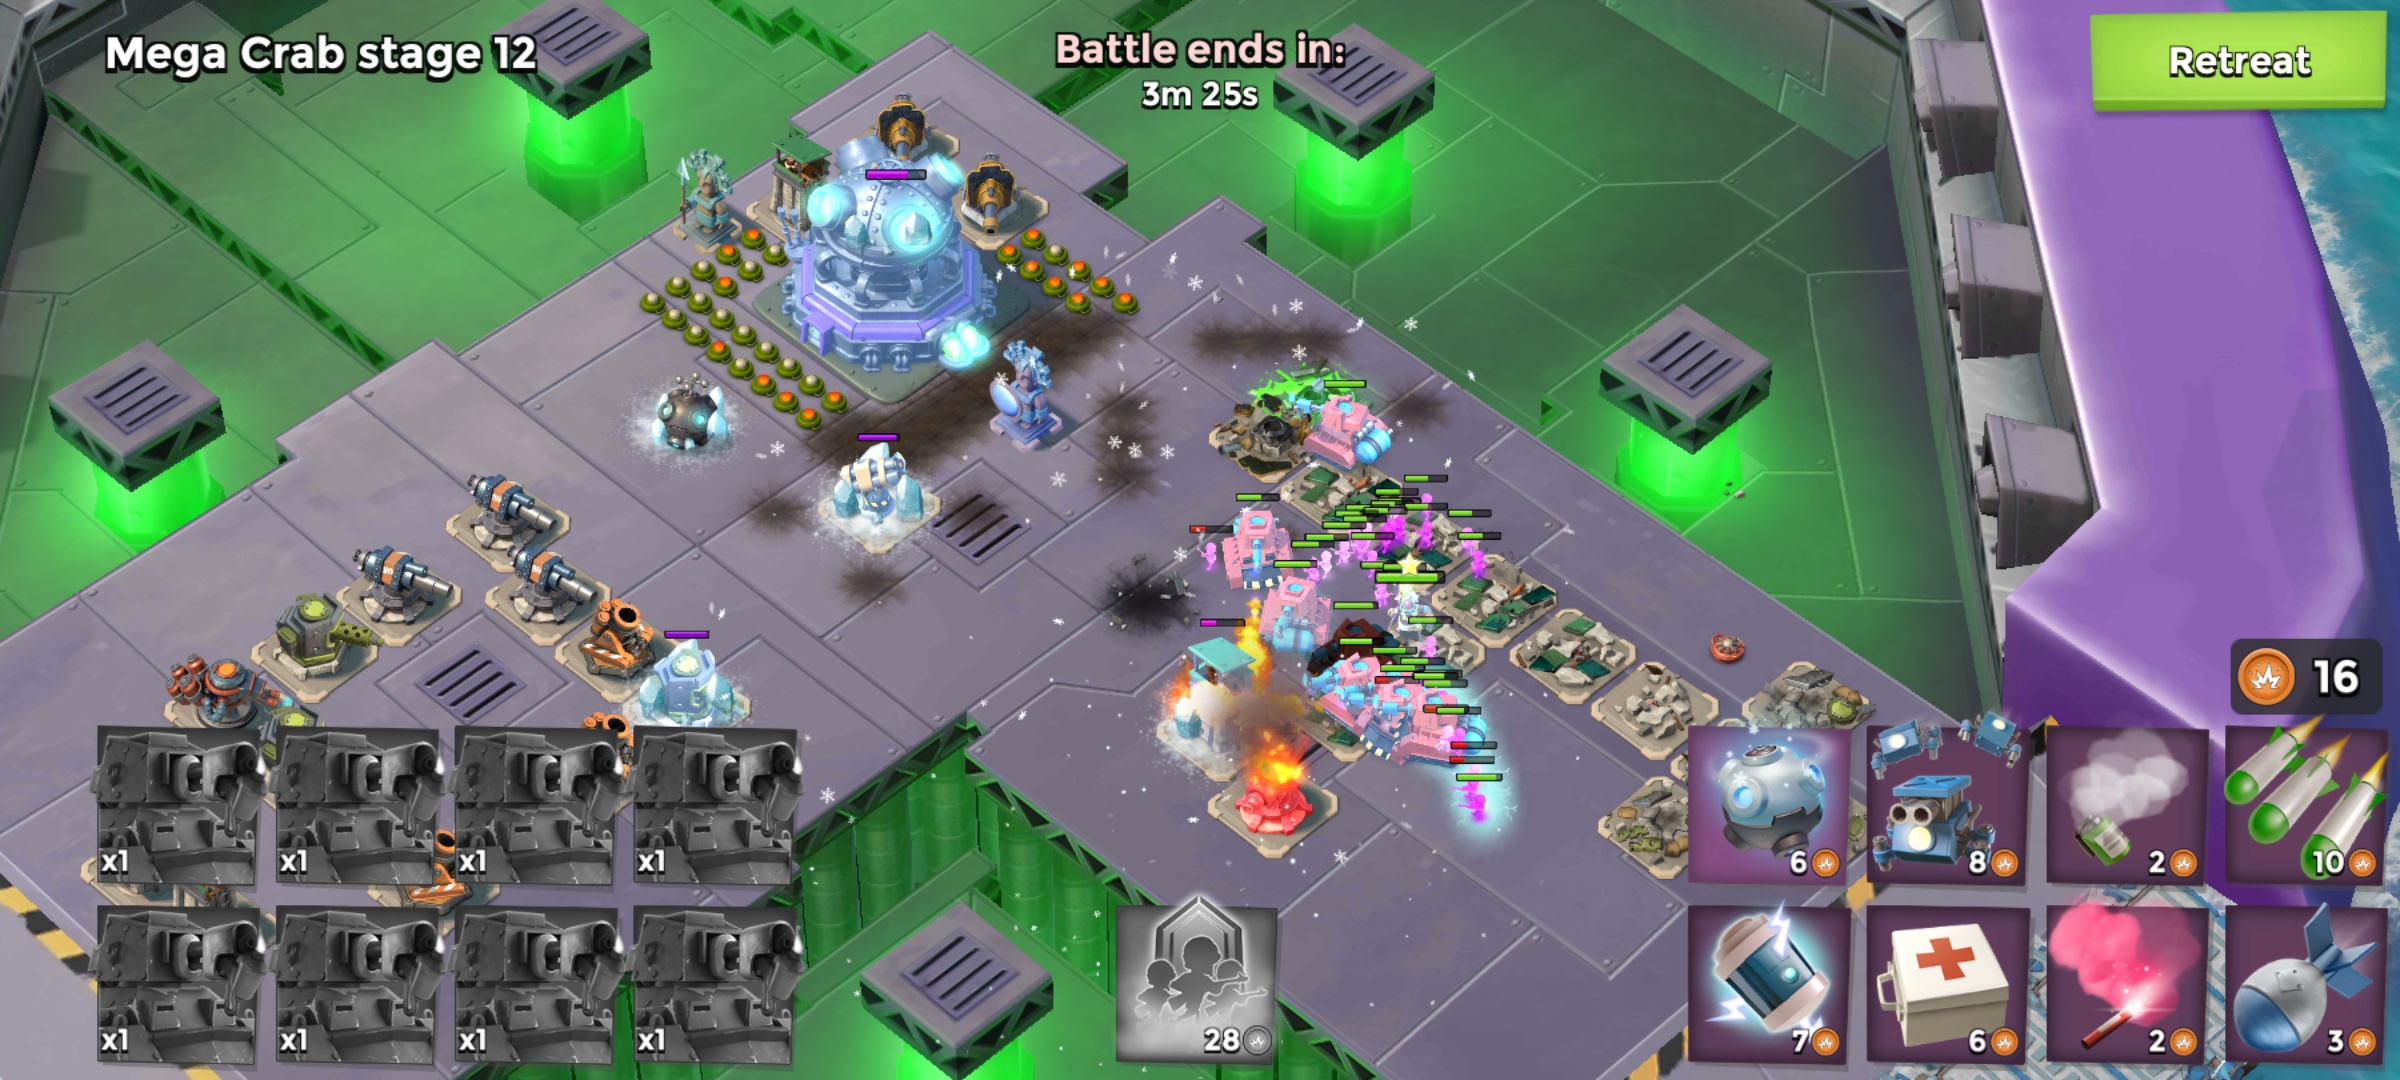 Mega Crab stage 12
Battle ends in:
3m 25s
Retreat
16
x1
x1
x1
x1
6
8
2
10
x1
x1
x1
x1
28
7
6
2
3